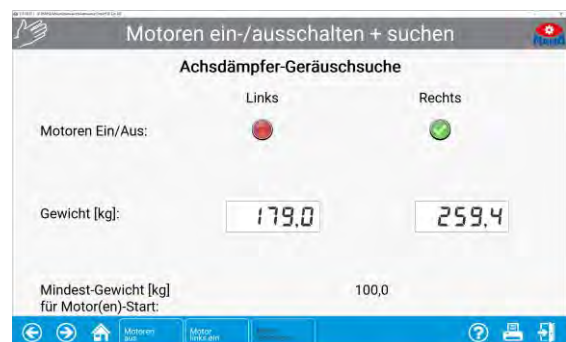 Motoren ein-/ausschalten + suchen
Achsdämpfer-Geräuschsuche
Links Rechts
Motoren Ein/Aus:
Gewicht [kg]: 179,0 259,4
Mindest-Gewicht [kg] 100,0
für Motor(en)-Start:
Motoren Motor
aus links ein